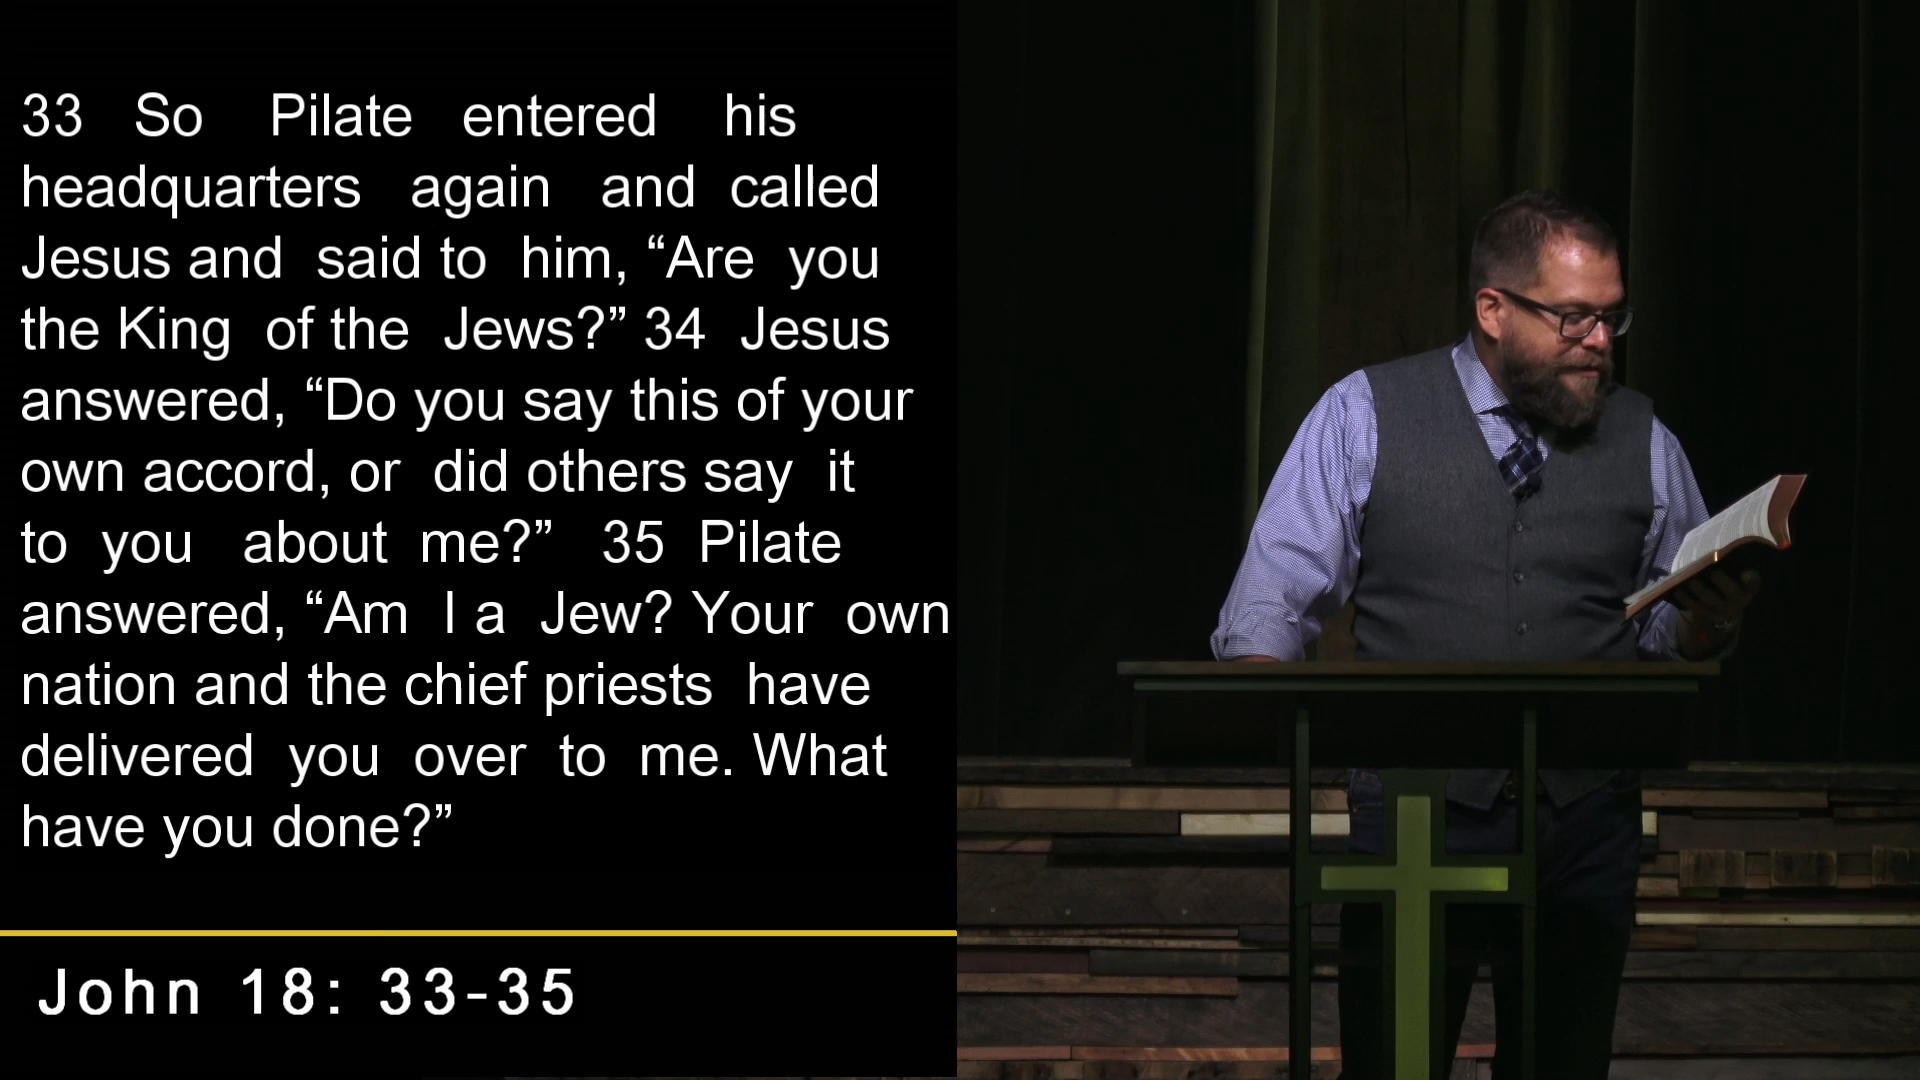 33 So Pilate entered his
headquarters again and called
Jesus and said to him, “Are you
the King of the Jews?” 34 Jesus
answered, “Do you say this of your
own accord, or did others say it
to you about me?” 35 Pilate
answered, “Am I a Jew? Your own
nation and the chief priests have
delivered you over to me. What
have you done?”
John 18: 33-35